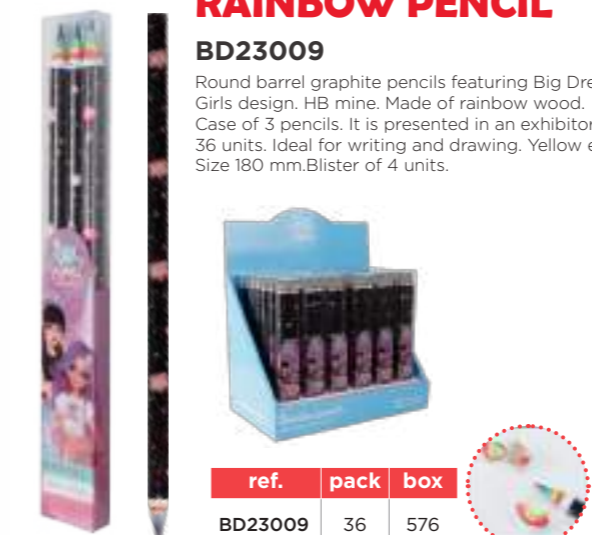 RAINBOW PENCIL
BD23009
Round barrel graphite pencils featuring Big Dre
Girls design. HB mine. Made of rainbow wood.
Case of 3 pencils. It is presented in an exhibitor
36 units. Ideal for writing and drawing. Yellow e
Size 180 mm.Blister of 4 units.
ref. pack box
BD23009 36 576